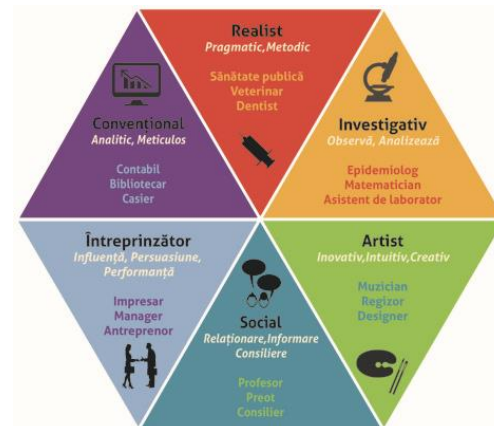 Realist
Pragmatic,Metodic
Sănătate publică
Veterinar
Dentist
Convențional
Analitic, Meticulos
Contabil
Bibliotecar
Casier
Investigativ
Observă, Analizează
Epidemiolog
Matematician
Asistent de laborator
Întreprinzător
Influență, Persuasiune,
Performanță
Impresar
Manager
Antreprenor
Social
Relaționare,Informare
Consiliere
Profesor
Preot
Consilier
Artist
Inovativ,Intuitiv,Creativ
Muzician
Regizor
Designer